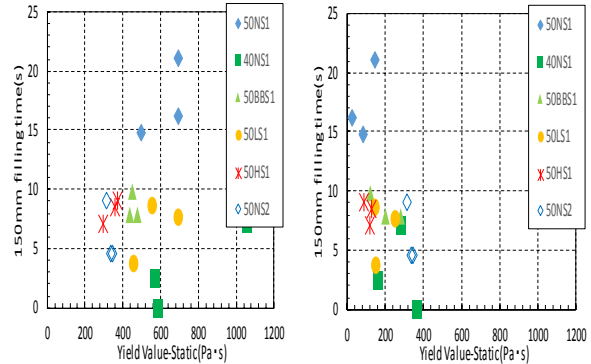 25
20
15
10
5
0
150mm filling time(s)
0 200 400 600 800 1000 1200
Yield Value-Static(Pa・s)
50NS1
40NS1
50BBS1
50LS1
50HS1
50NS2
25
20
15
10
5
0
150mm filling time(s)
0 200 400 600 800 1000 1200
Yield Value-Static(Pa・s)
50NS1
40NS1
50BBS1
50LS1
50HS1
50NS2